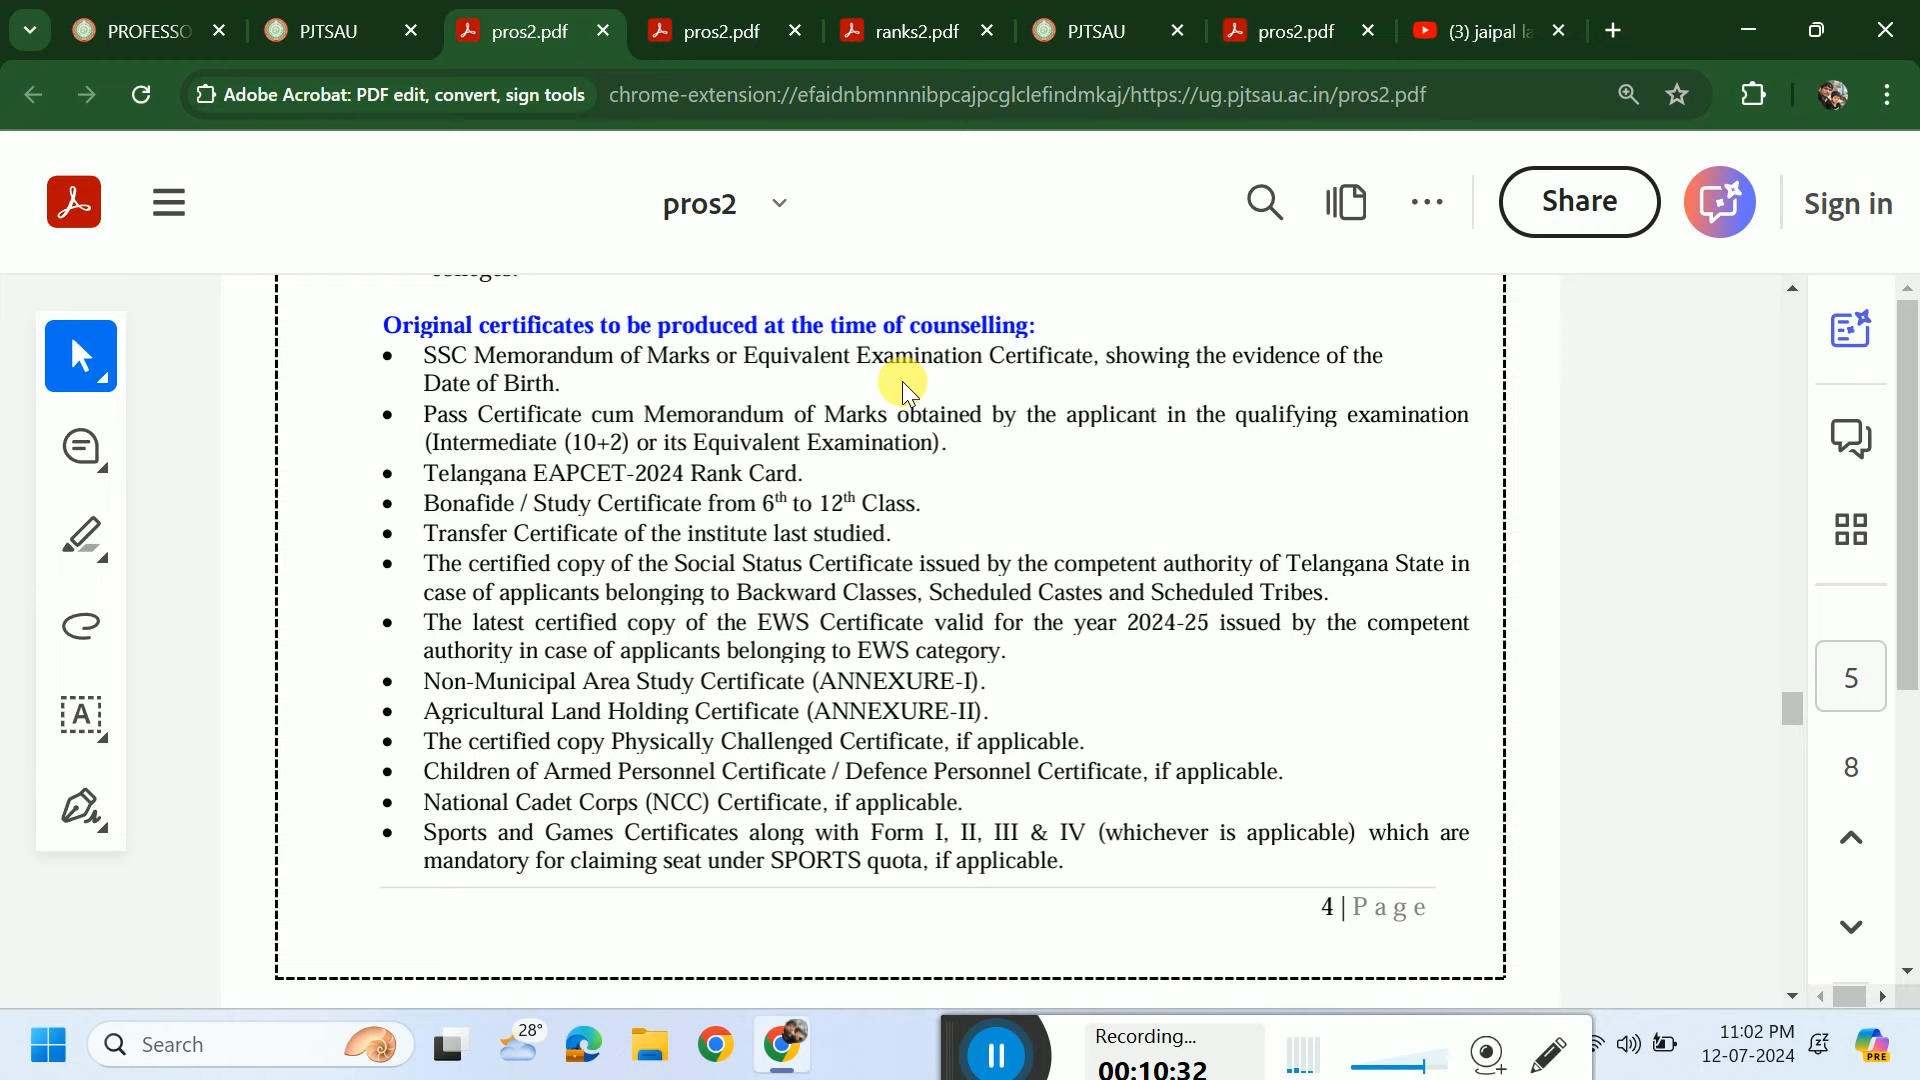 PROFESSO
PJTSAU
pros2.pdf
pros2.pdf
ranks2.pdf
PJTSAU
pros2.pdf
(3) jaipal la
Adobe Acrobat: PDF edit, convert, sign tools
chrome-extension://efaidnbmnnnibpcajpcglclefindmkaj/https://ug.pjtsau.ac.in/pros2.pdf
pros2
Share
Sign in
Original certificates to be produced at the time of counselling:
• SSC Memorandum of Marks or Equivalent Examination Certificate, showing the evidence of the
Date of Birth.
• Pass Certificate cum Memorandum of Marks obtained by the applicant in the qualifying examination
(Intermediate (10+2) or its Equivalent Examination).
• Telangana EAPCET-2024 Rank Card.
• Bonafide / Study Certificate from 6th to 12th Class.
• Transfer Certificate of the institute last studied.
• The certified copy of the Social Status Certificate issued by the competent authority of Telangana State in
case of applicants belonging to Backward Classes, Scheduled Castes and Scheduled Tribes.
• The latest certified copy of the EWS Certificate valid for the year 2024-25 issued by the competent
authority in case of applicants belonging to EWS category.
• Non-Municipal Area Study Certificate (ANNEXURE-I).
• Agricultural Land Holding Certificate (ANNEXURE-II).
• The certified copy Physically Challenged Certificate, if applicable.
• Children of Armed Personnel Certificate / Defence Personnel Certificate, if applicable.
• National Cadet Corps (NCC) Certificate, if applicable.
• Sports and Games Certificates along with Form I, II, III & IV (whichever is applicable) which are
mandatory for claiming seat under SPORTS quota, if applicable.
4 | P a g e
5
8
Search
28°
Recording...
00:10:32
11:02 PM
12-07-2024
PRE